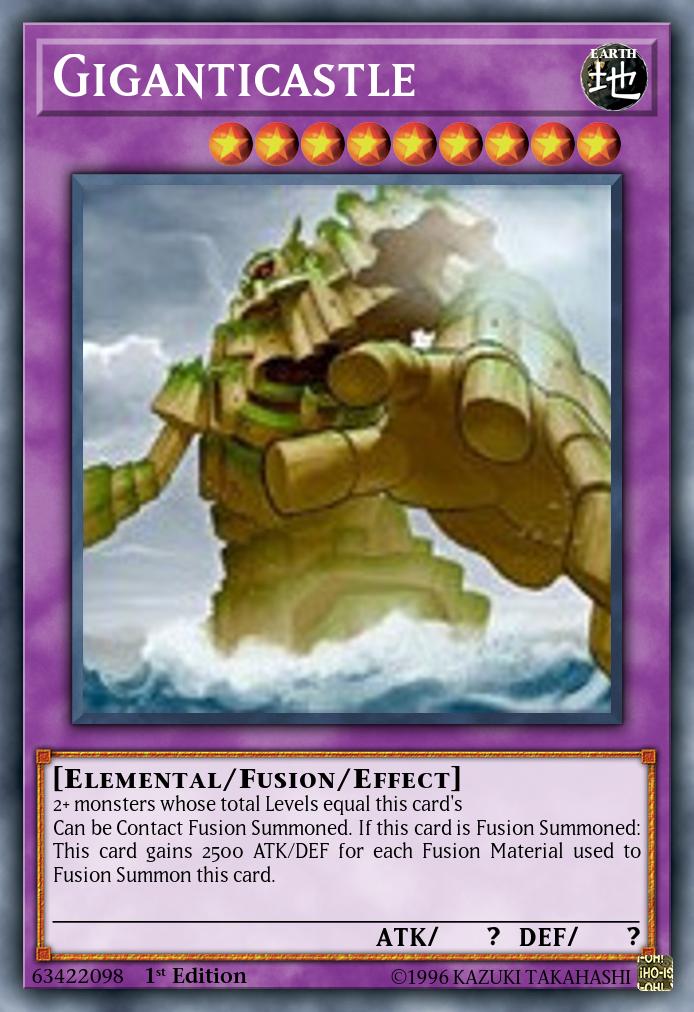 Giganticastle
EARTH
地
[Elemental/Fusion/Effect]
2+ monsters whose total Levels equal this card's
Can be Contact Fusion Summoned. If this card is Fusion Summoned:
This card gains 2500 ATK/DEF for each Fusion Material used to
Fusion Summon this card.
ATK/ ? DEF/ ?
63422098 1st Edition ©1996 KAZUKI TAKAHASHI